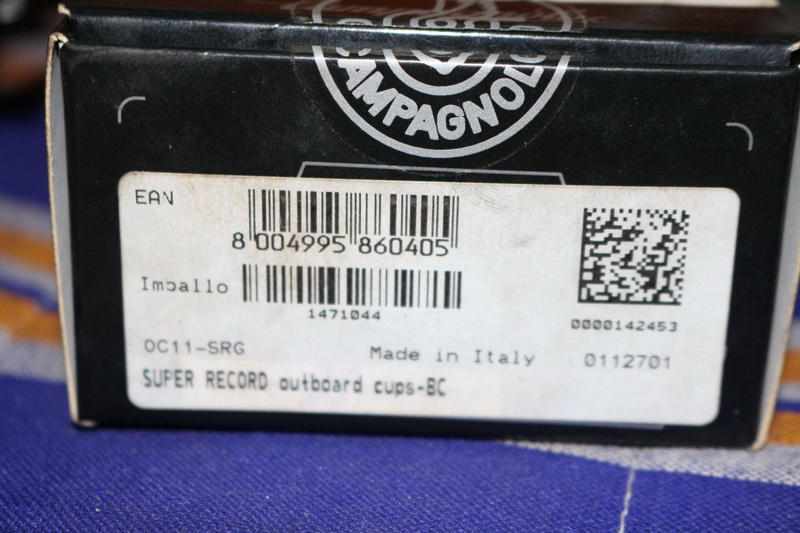 CAMPAGNOLO
EAN
8 004995 860405
Imballo
1471044
0000142453
OC11-SRG
Made in Italy
0112701
SUPER RECORD outboard cups-BC